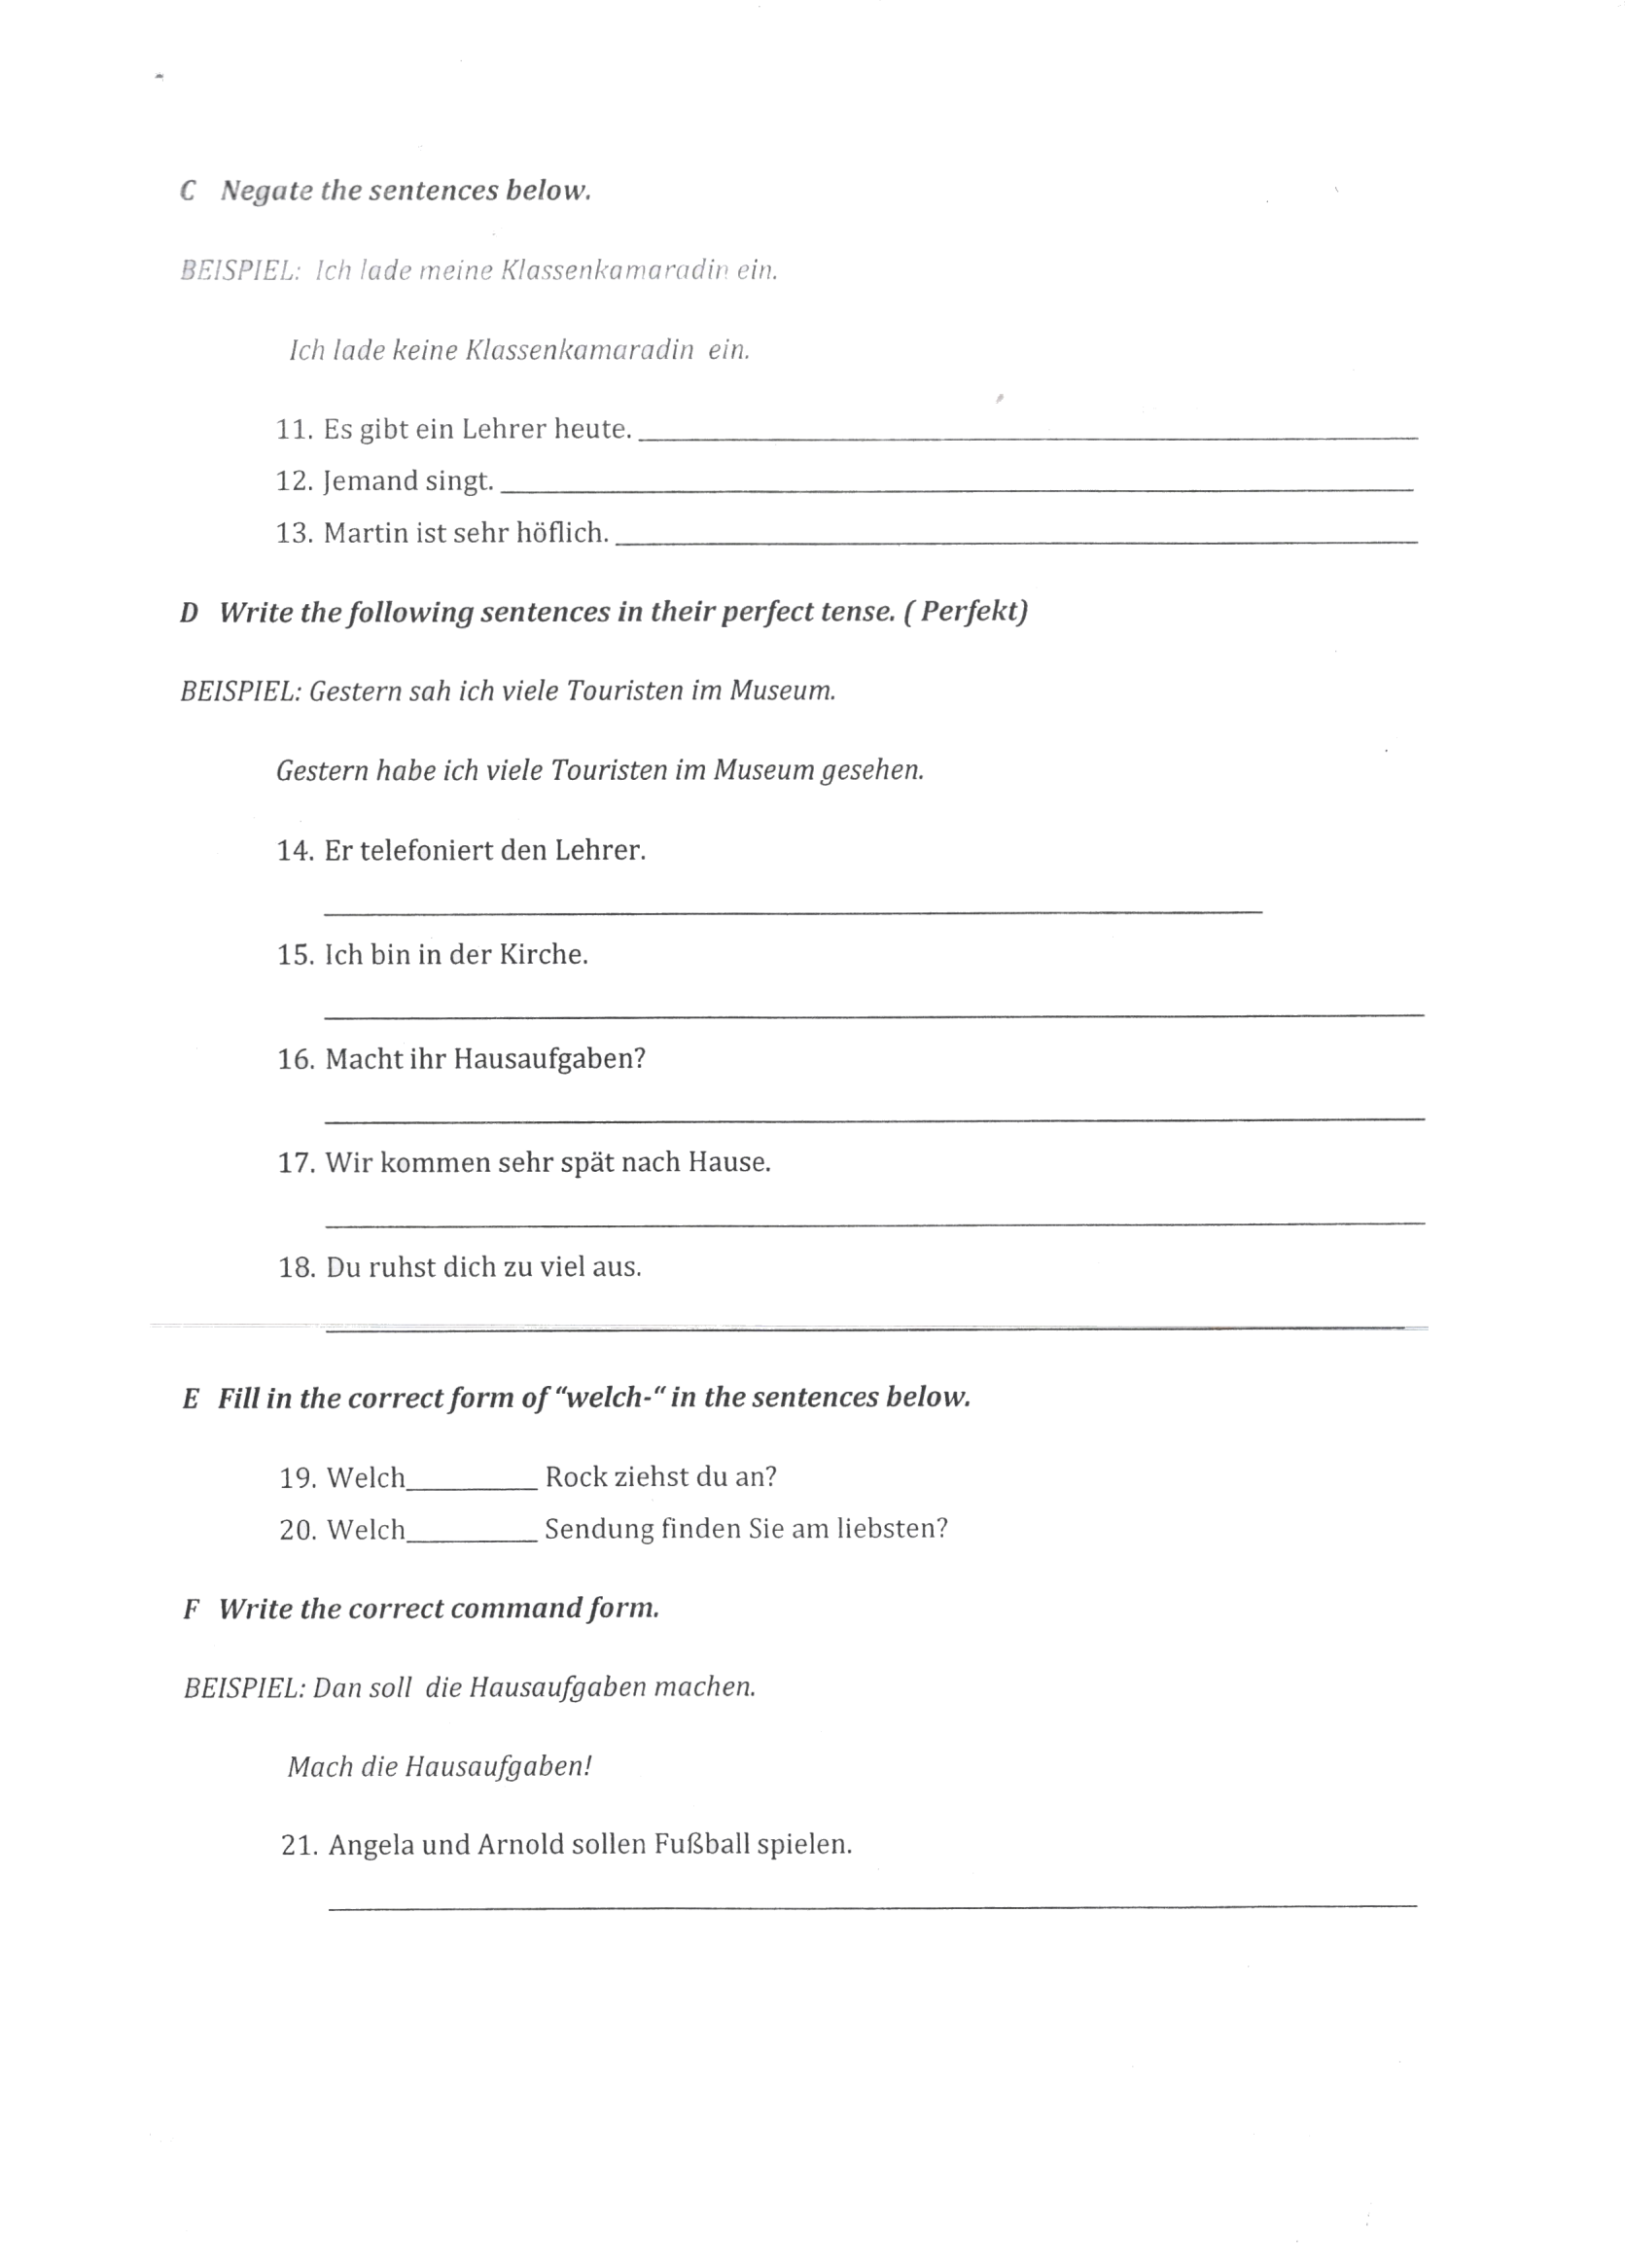 C Negate the sentences below.
BEISPIEL: Ich lade meine Klassenkamaradin ein.
Ich lade keine Klassenkamaradin ein.
11. Es gibt ein Lehrer heute. ____________
12. Jemand singt. ____________
13. Martin ist sehr höflich. ____________
D Write the following sentences in their perfect tense. ( Perfekt)
BEISPIEL: Gestern sah ich viele Touristen im Museum.
Gestern habe ich viele Touristen im Museum gesehen.
14. Er telefoniert den Lehrer.
15. Ich bin in der Kirche.
16. Macht ihr Hausaufgaben?
17. Wir kommen sehr spät nach Hause.
18. Du ruhst dich zu viel aus.
E Fill in the correct form of “welch-“ in the sentences below.
19. Welch_________ Rock ziehst du an?
20. Welch_________ Sendung finden Sie am liebsten?
F Write the correct command form.
BEISPIEL: Dan soll die Hausaufgaben machen.
Mach die Hausaufgaben!
21. Angela und Arnold sollen Fußball spielen.